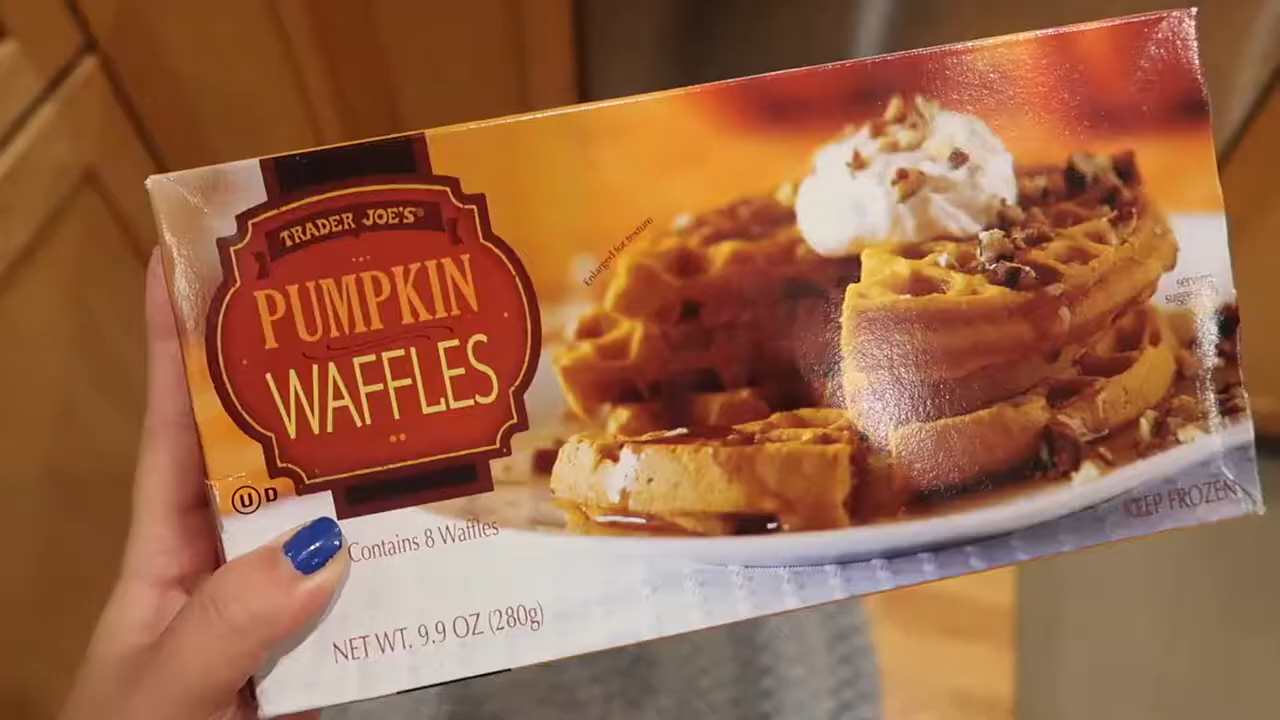 TRADER JOE'S®
PUMPKIN
WAFFLES
Enlarged for texture
serving
U D
Contains 8 Waffles
NET WT. 9.9 OZ (280g)
KEEP FROZEN